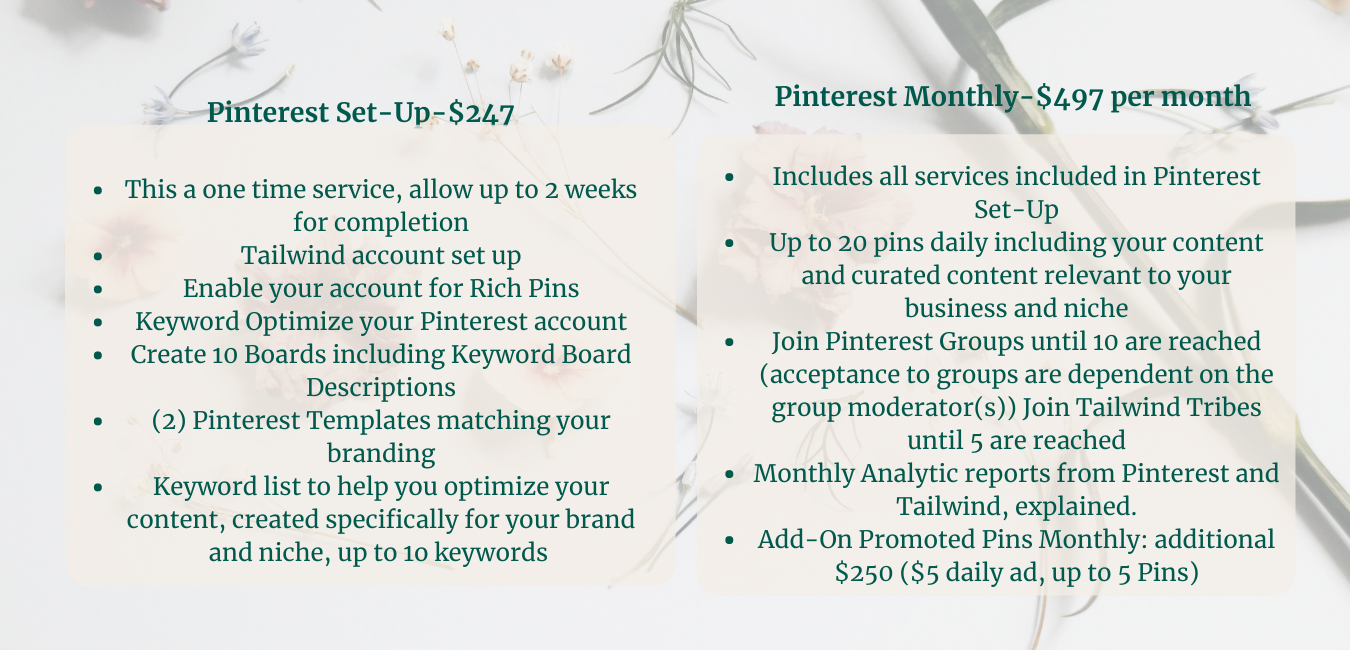 Pinterest Set-Up-$247
• This a one time service, allow up to 2 weeks
for completion
• Tailwind account set up
• Enable your account for Rich Pins
• Keyword Optimize your Pinterest account
• Create 10 Boards including Keyword Board
Descriptions
• (2) Pinterest Templates matching your
branding
• Keyword list to help you optimize your
content, created specifically for your brand
and niche, up to 10 keywords
Pinterest Monthly-$497 per month
• Includes all services included in Pinterest
Set-Up
• Up to 20 pins daily including your content
and curated content relevant to your
business and niche
• Join Pinterest Groups until 10 are reached
(acceptance to groups are dependent on the
group moderator(s)) Join Tailwind Tribes
until 5 are reached
• Monthly Analytic reports from Pinterest and
Tailwind, explained.
• Add-On Promoted Pins Monthly: additional
$250 ($5 daily ad, up to 5 Pins)